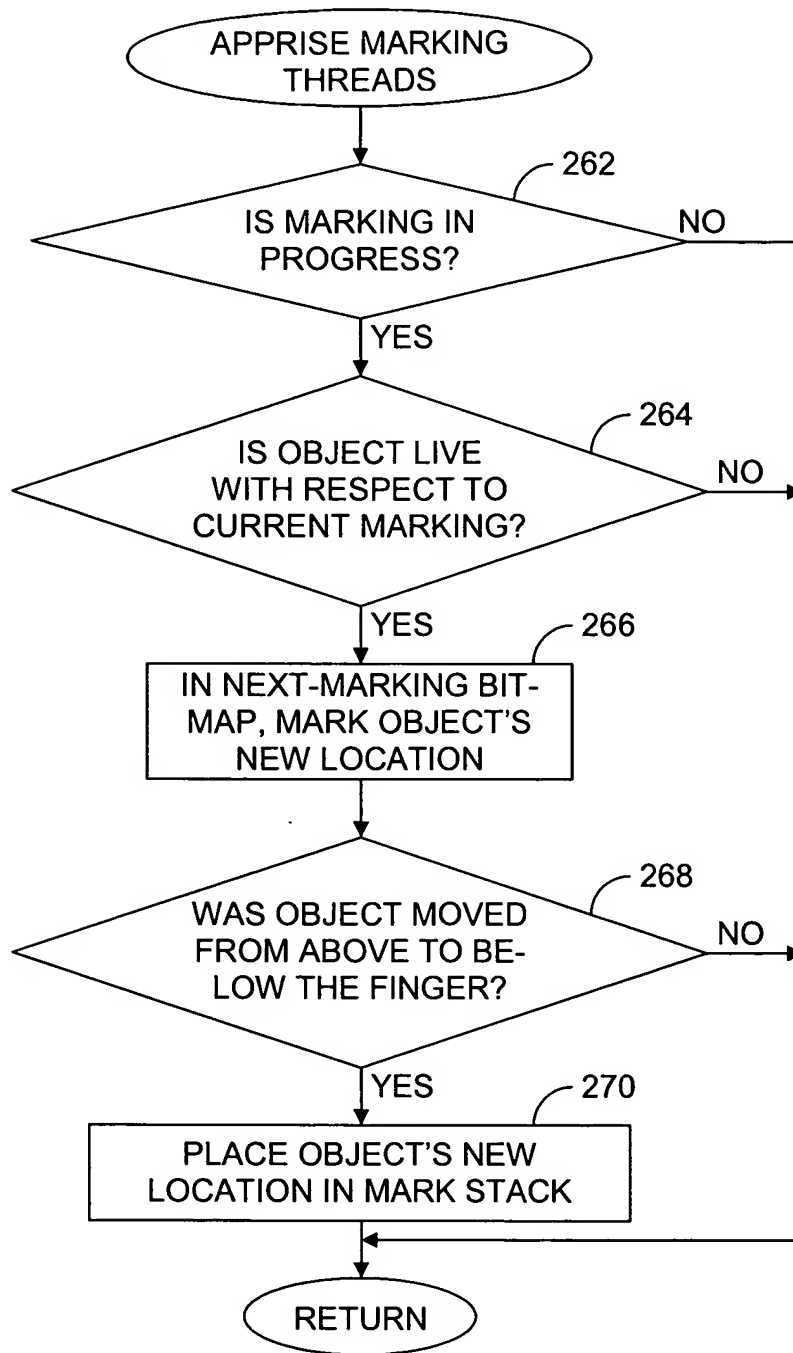 APPRISE MARKING
THREADS
262
IS MARKING IN
PROGRESS?
NO
YES
264
IS OBJECT LIVE
WITH RESPECT TO
CURRENT MARKING?
NO
YES
266
IN NEXT-MARKING BIT-
MAP, MARK OBJECT'S
NEW LOCATION
268
WAS OBJECT MOVED
FROM ABOVE TO BE-
LOW THE FINGER?
NO
YES
270
PLACE OBJECT'S NEW
LOCATION IN MARK STACK
RETURN